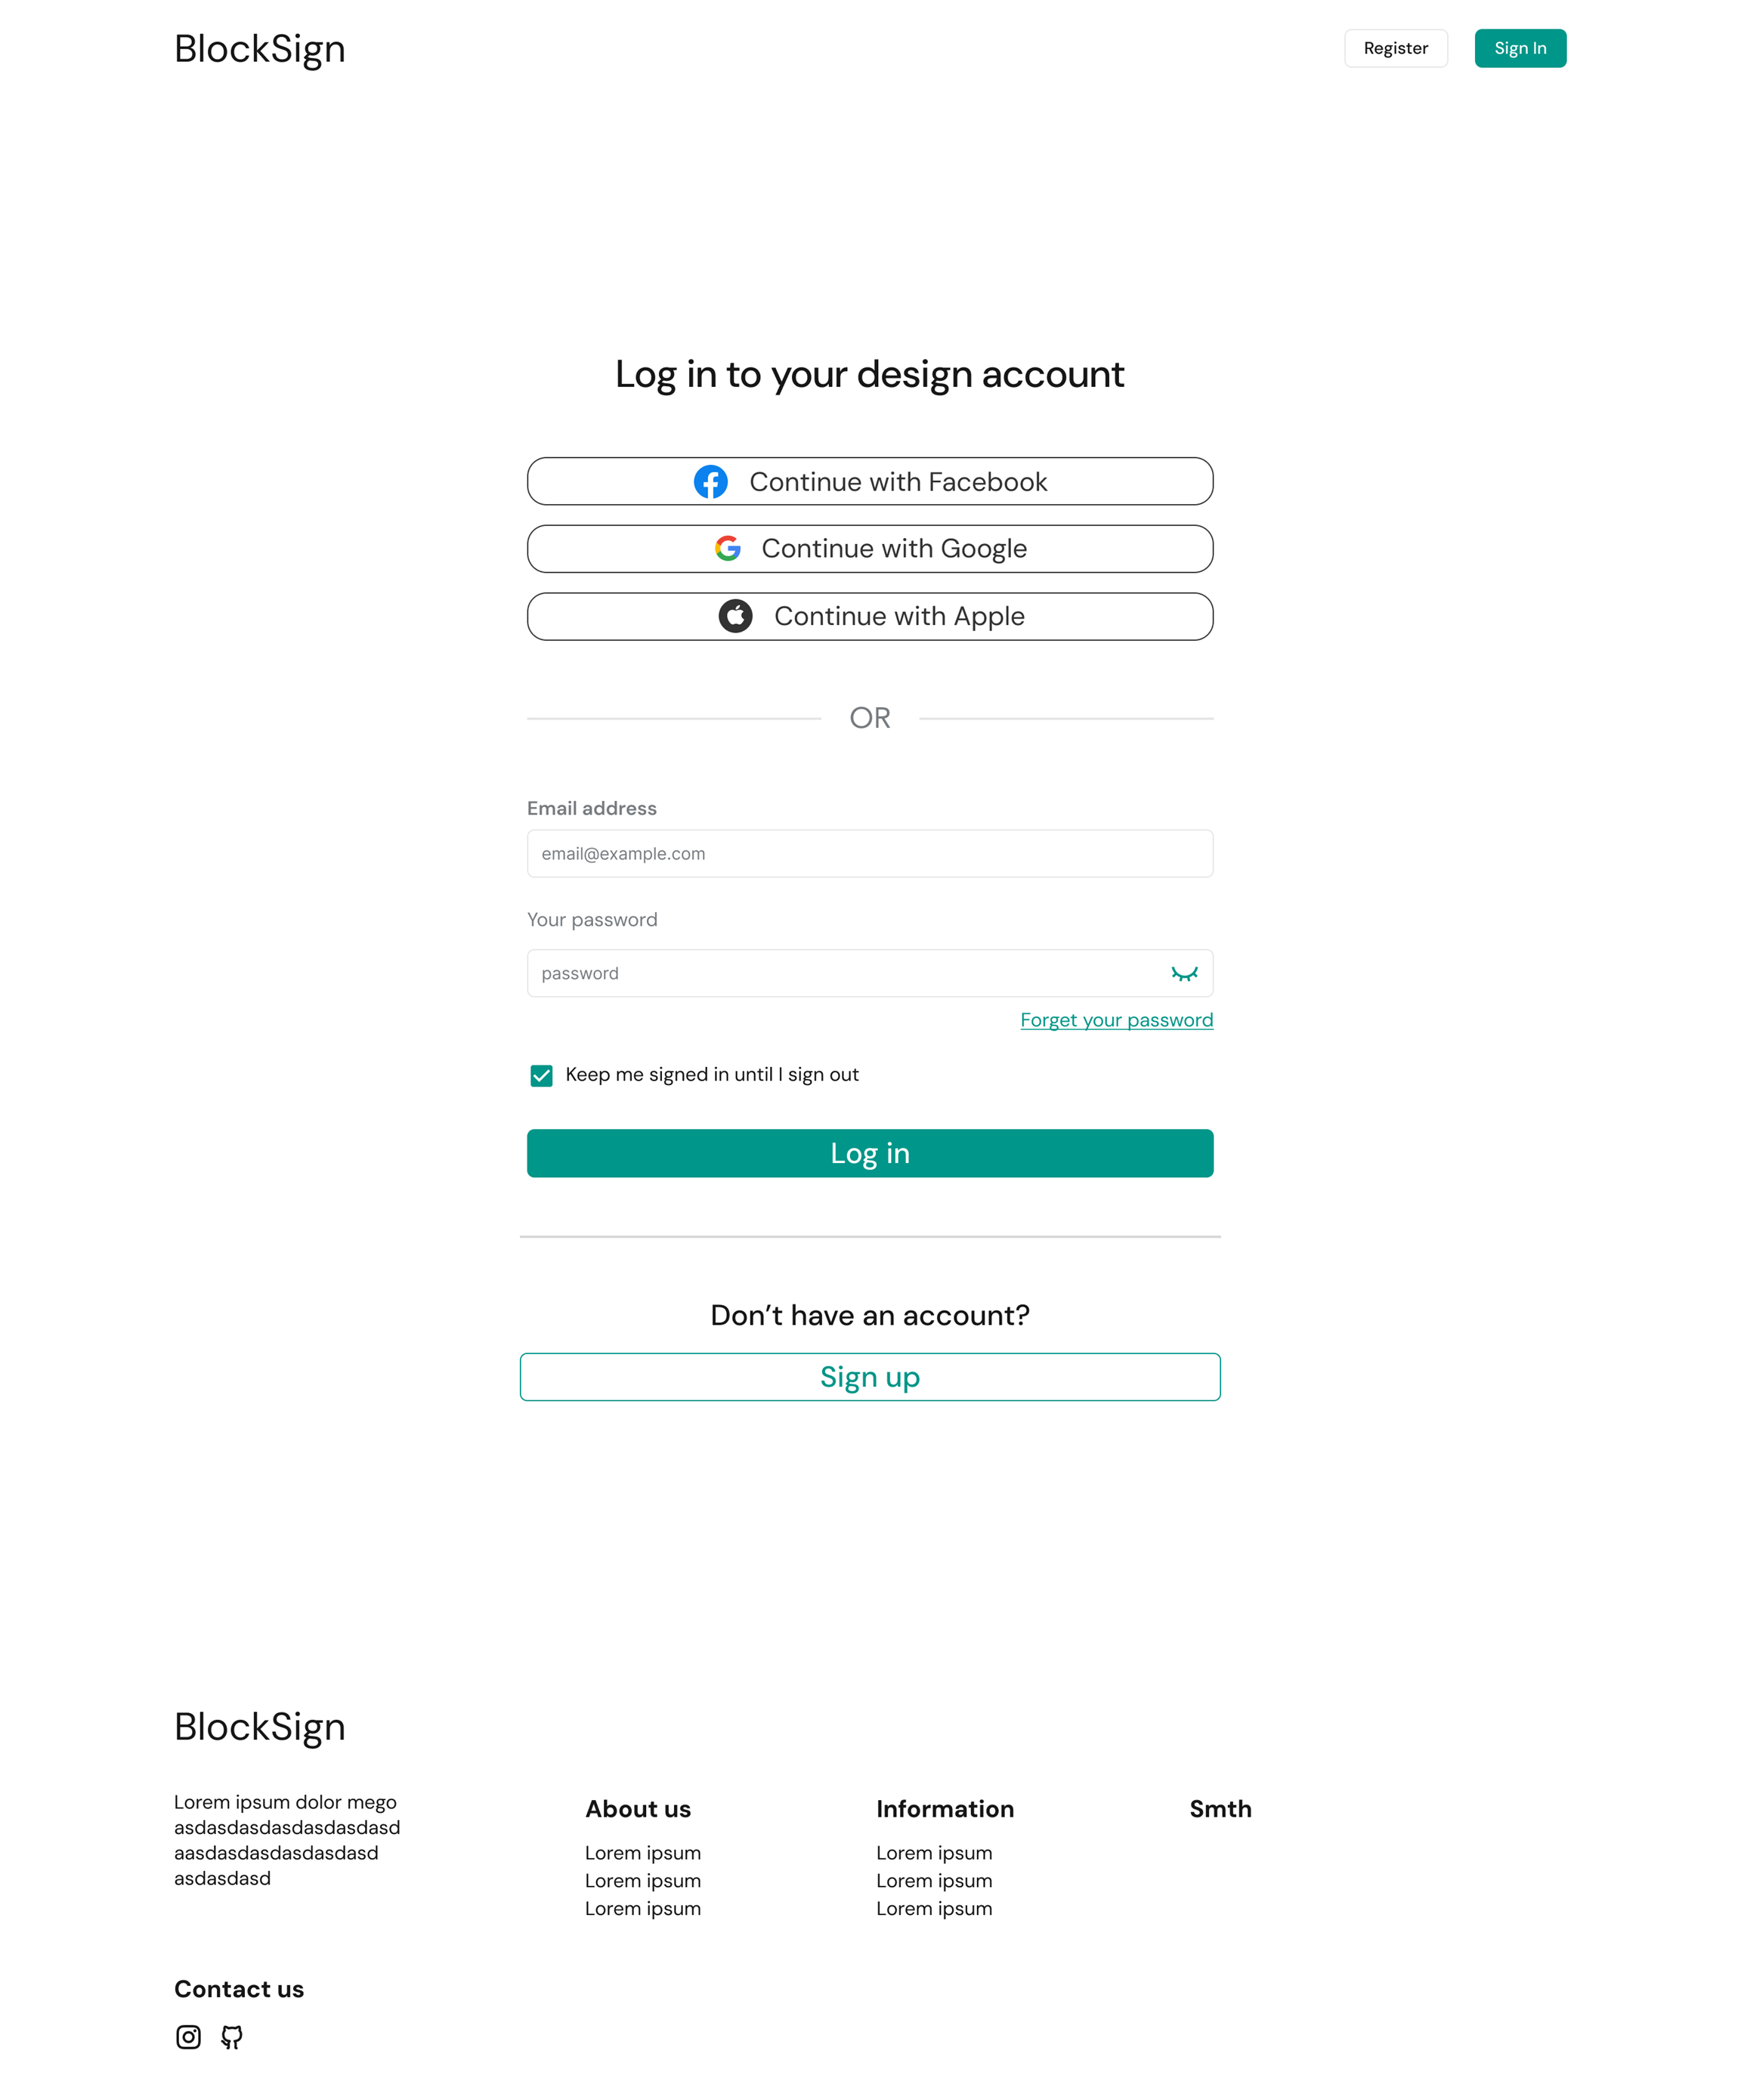 BlockSign
Register
Sign In
Log in to your design account
Continue with Facebook
Continue with Google
Continue with Apple
OR
Email address
email@example.com
Your password
password
Forget your password
Keep me signed in until I sign out
Log in
Don’t have an account?
Sign up
BlockSign
Lorem ipsum dolor mego
asdasdasdasdasdasdasd
aasdasdasdasdasdasd
asdasdasd
About us
Lorem ipsum
Lorem ipsum
Lorem ipsum
Information
Lorem ipsum
Lorem ipsum
Lorem ipsum
Smth
Contact us